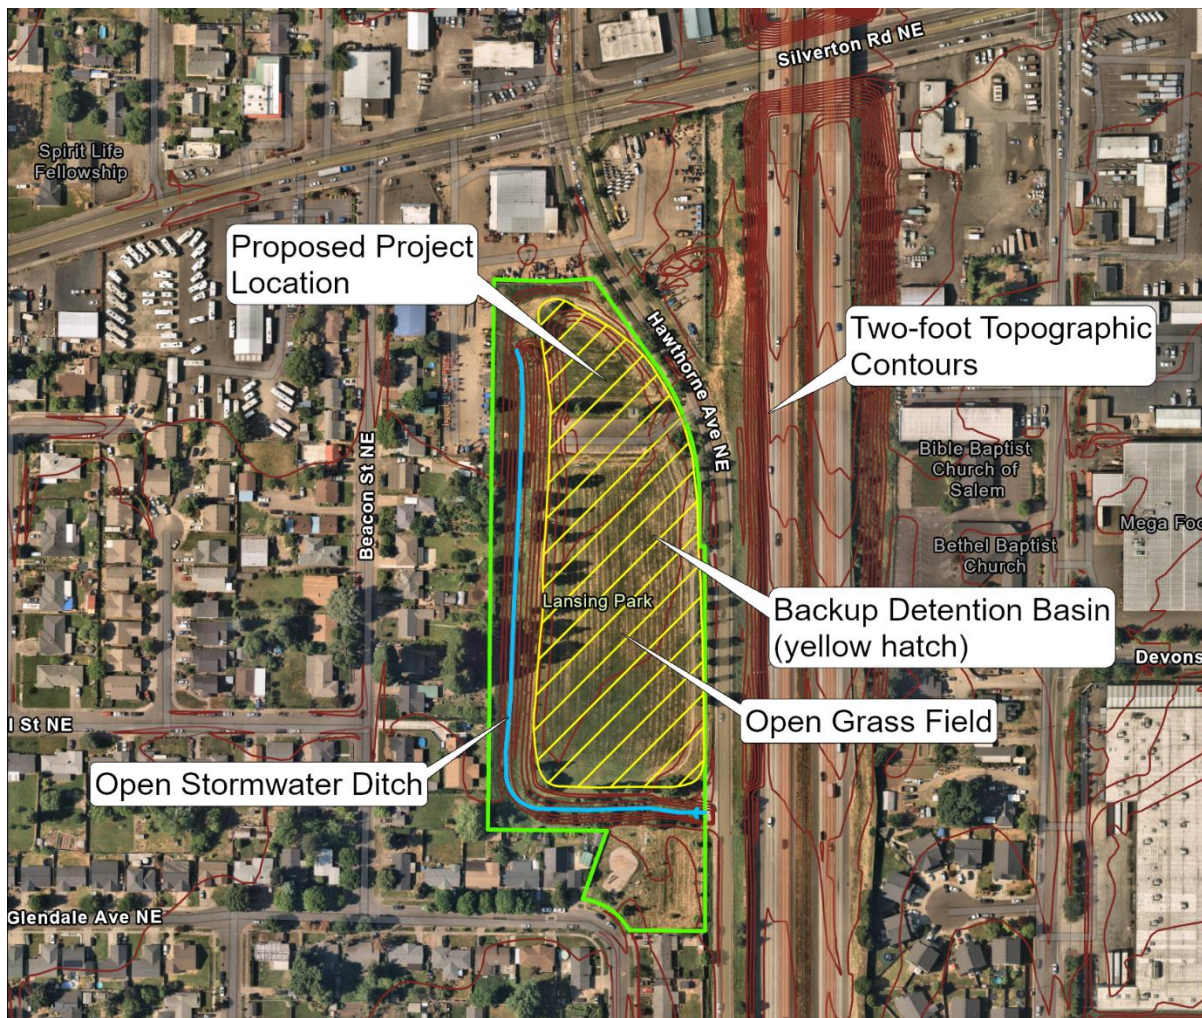 Silverton Rd NE
Spirit Life
Fellowship
Proposed Project
Location
Hawthorne Ave NE
Two-foot Topographic
Contours
Beacon St NE
Bible Baptist
Church of
Salem
Mega Foo
Bethel Baptist
Church
Lansing Park
Backup Detention Basin
(yellow hatch)
Devons
Open Grass Field
l St NE
Open Stormwater Ditch
Glendale Ave NE